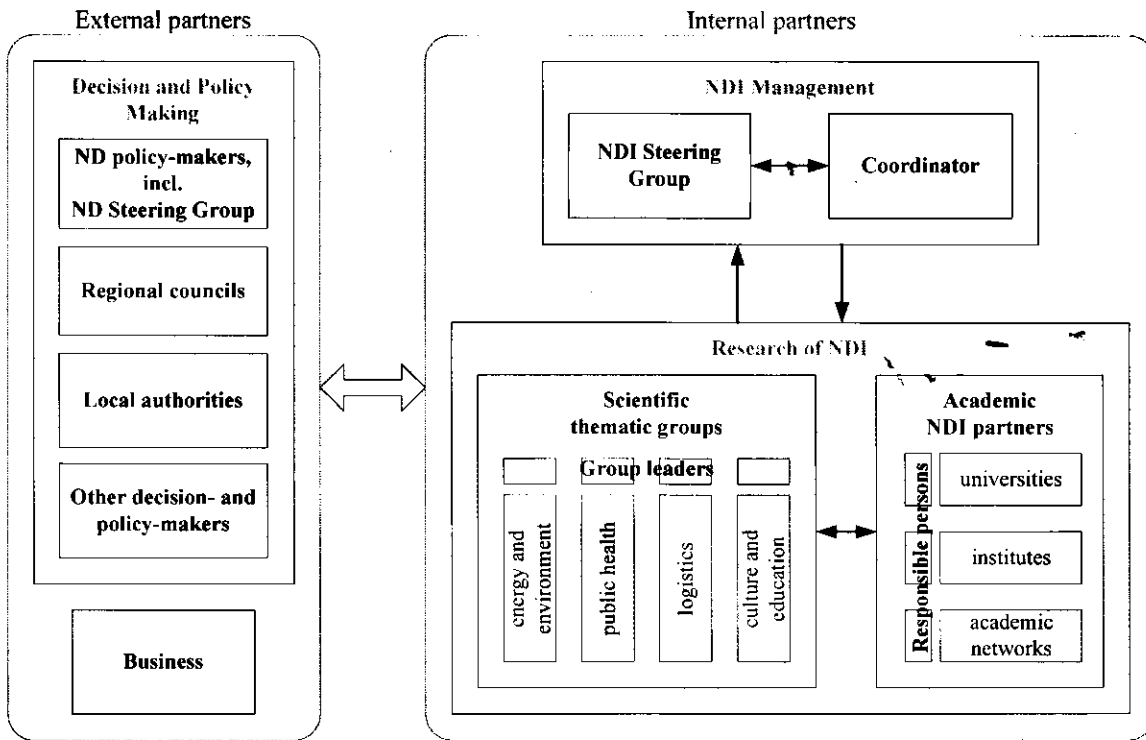 External partners
Decision and Policy
Making
ND policy-makers,
incl.
ND Steering Group
Regional councils
Local authorities
Other decision- and
policy-makers
Business
Internal partners
NDI Management
NDI Steering
Group
Coordinator
Research of NDI
Scientific
thematic groups
Group leaders
energy and
environment
public health
logistics
culture and
education
Academic
NDI partners
Responsible persons
universities
institutes
academic
networks